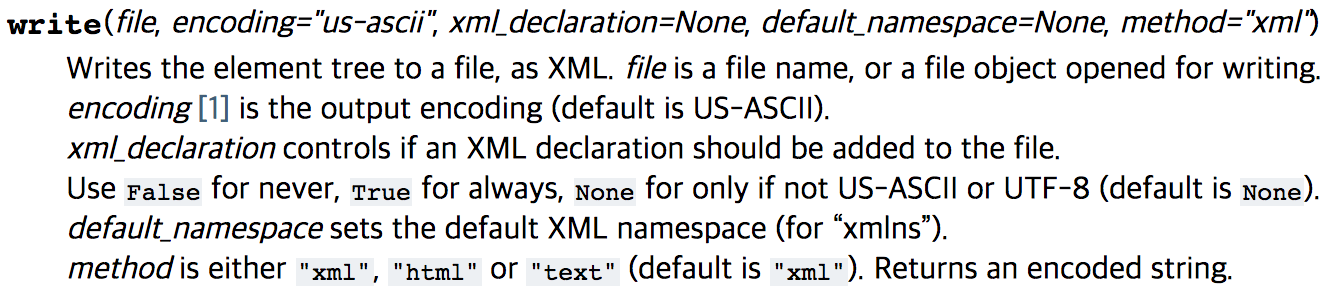 write(file, encoding="us-ascii", xml_declaration=None, default_namespace=None, method="xml")
Writes the element tree to a file, as XML. file is a file name, or a file object opened for writing.
encoding [1] is the output encoding (default is US-ASCII).
xml_declaration controls if an XML declaration should be added to the file.
Use False for never, True for always, None for only if not US-ASCII or UTF-8 (default is None).
default_namespace sets the default XML namespace (for “xmlns”).
method is either "xml", "html" or "text" (default is "xml"). Returns an encoded string.